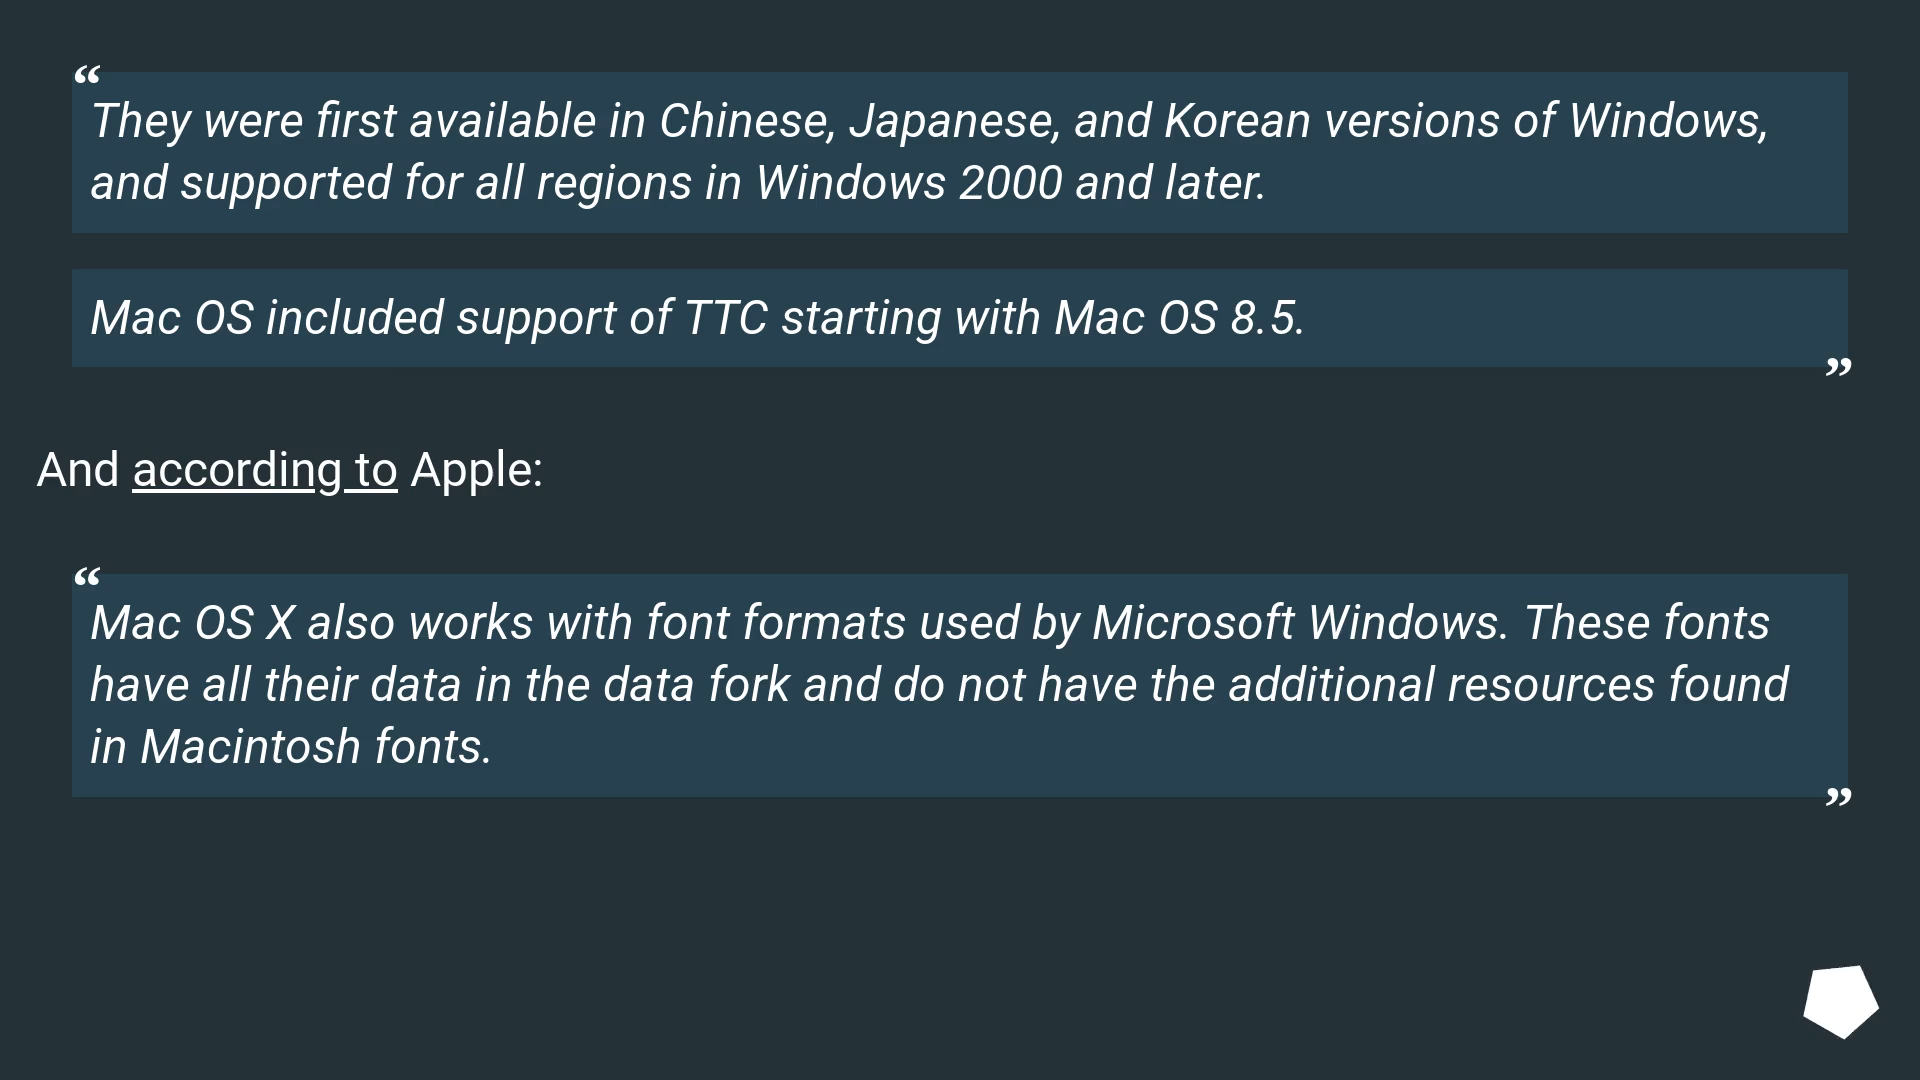 “
They were first available in Chinese, Japanese, and Korean versions of Windows,
and supported for all regions in Windows 2000 and later.
Mac OS included support of TTC starting with Mac OS 8.5.
”
And according to Apple:
“
Mac OS X also works with font formats used by Microsoft Windows. These fonts
have all their data in the data fork and do not have the additional resources found
in Macintosh fonts.
”